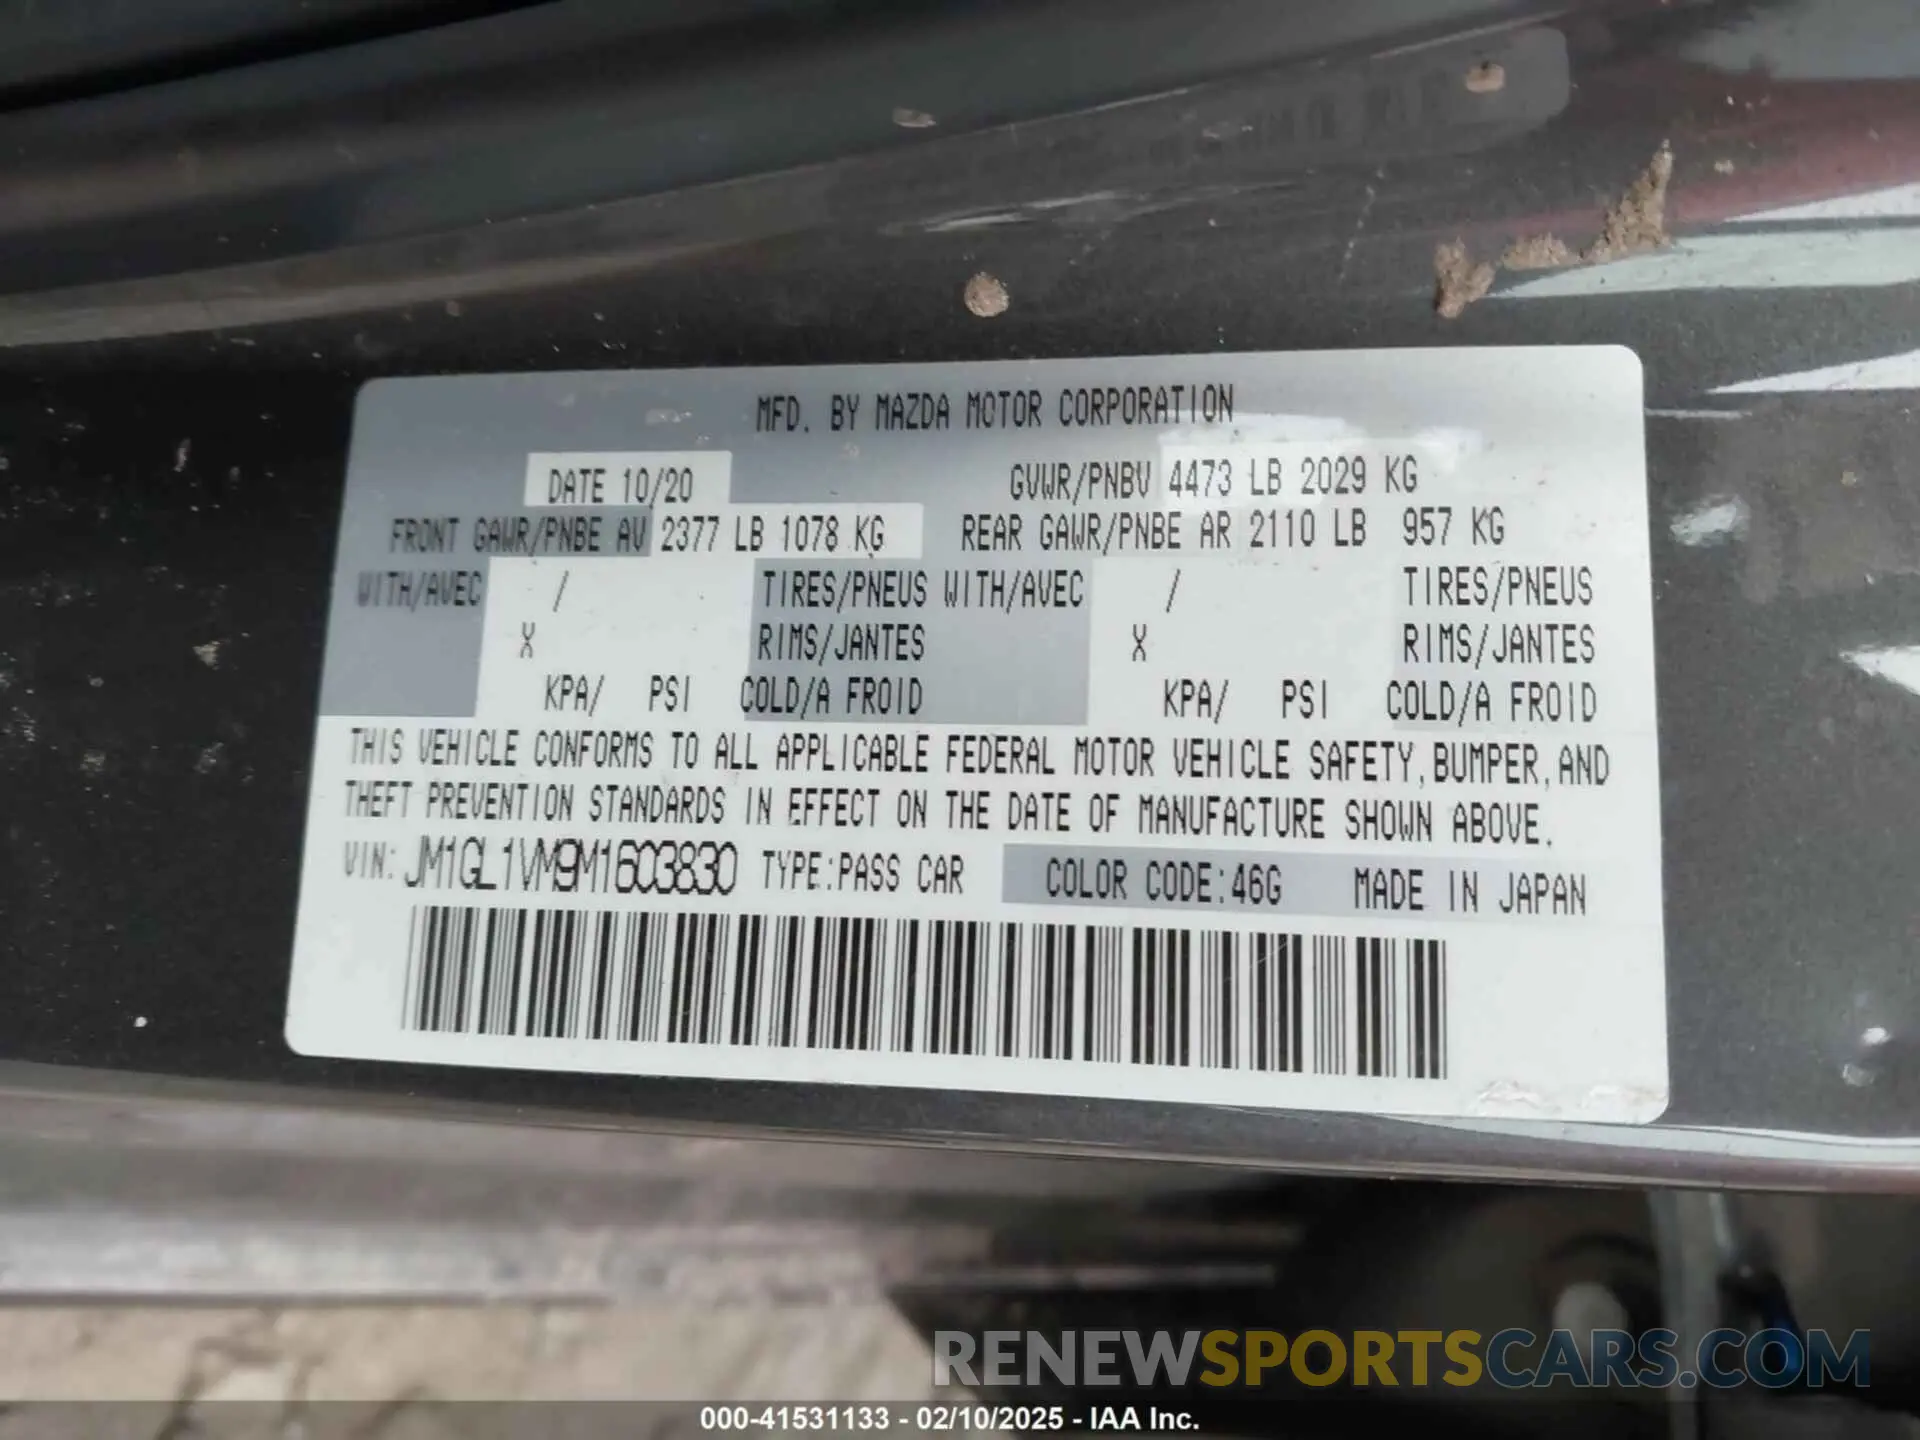 MFD. BY MAZDA MOTOR CORPORATION
DATE 10/20 GVWR/PNBV 4473 LB 2029 KG
FRONT GAWR/PNBE AV 2377 LB 1078 KG REAR GAWR/PNBE AR 2110 LB 957 KG
WITH/AVEC / TIRES/PNEUS WITH/AVEC / TIRES/PNEUS
X RIMS/JANTES X RIMS/JANTES
KPA/ PSI COLD/A FROID KPA/ PSI COLD/A FROID
THIS VEHICLE CONFORMS TO ALL APPLICABLE FEDERAL MOTOR VEHICLE SAFETY,BUMPER,AND
THEFT PREVENTION STANDARDS IN EFFECT ON THE DATE OF MANUFACTURE SHOWN ABOVE.
VIN:JM1GL1VM9M1603830 TYPE:PASS CAR COLOR CODE:46G MADE IN JAPAN
RENEWSPORTSCARS.COM
000-41531133 - 02/10/2025 - IAA Inc.